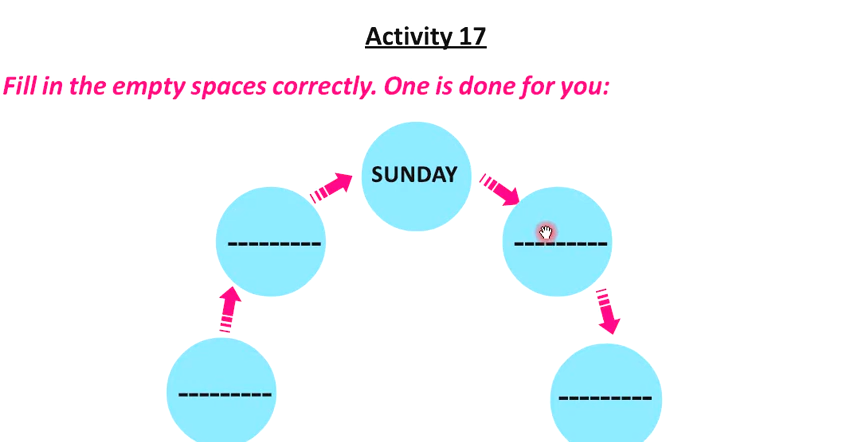 Activity 17
Fill in the empty spaces correctly. One is done for you:
SUNDAY
---------
---------
---------
---------